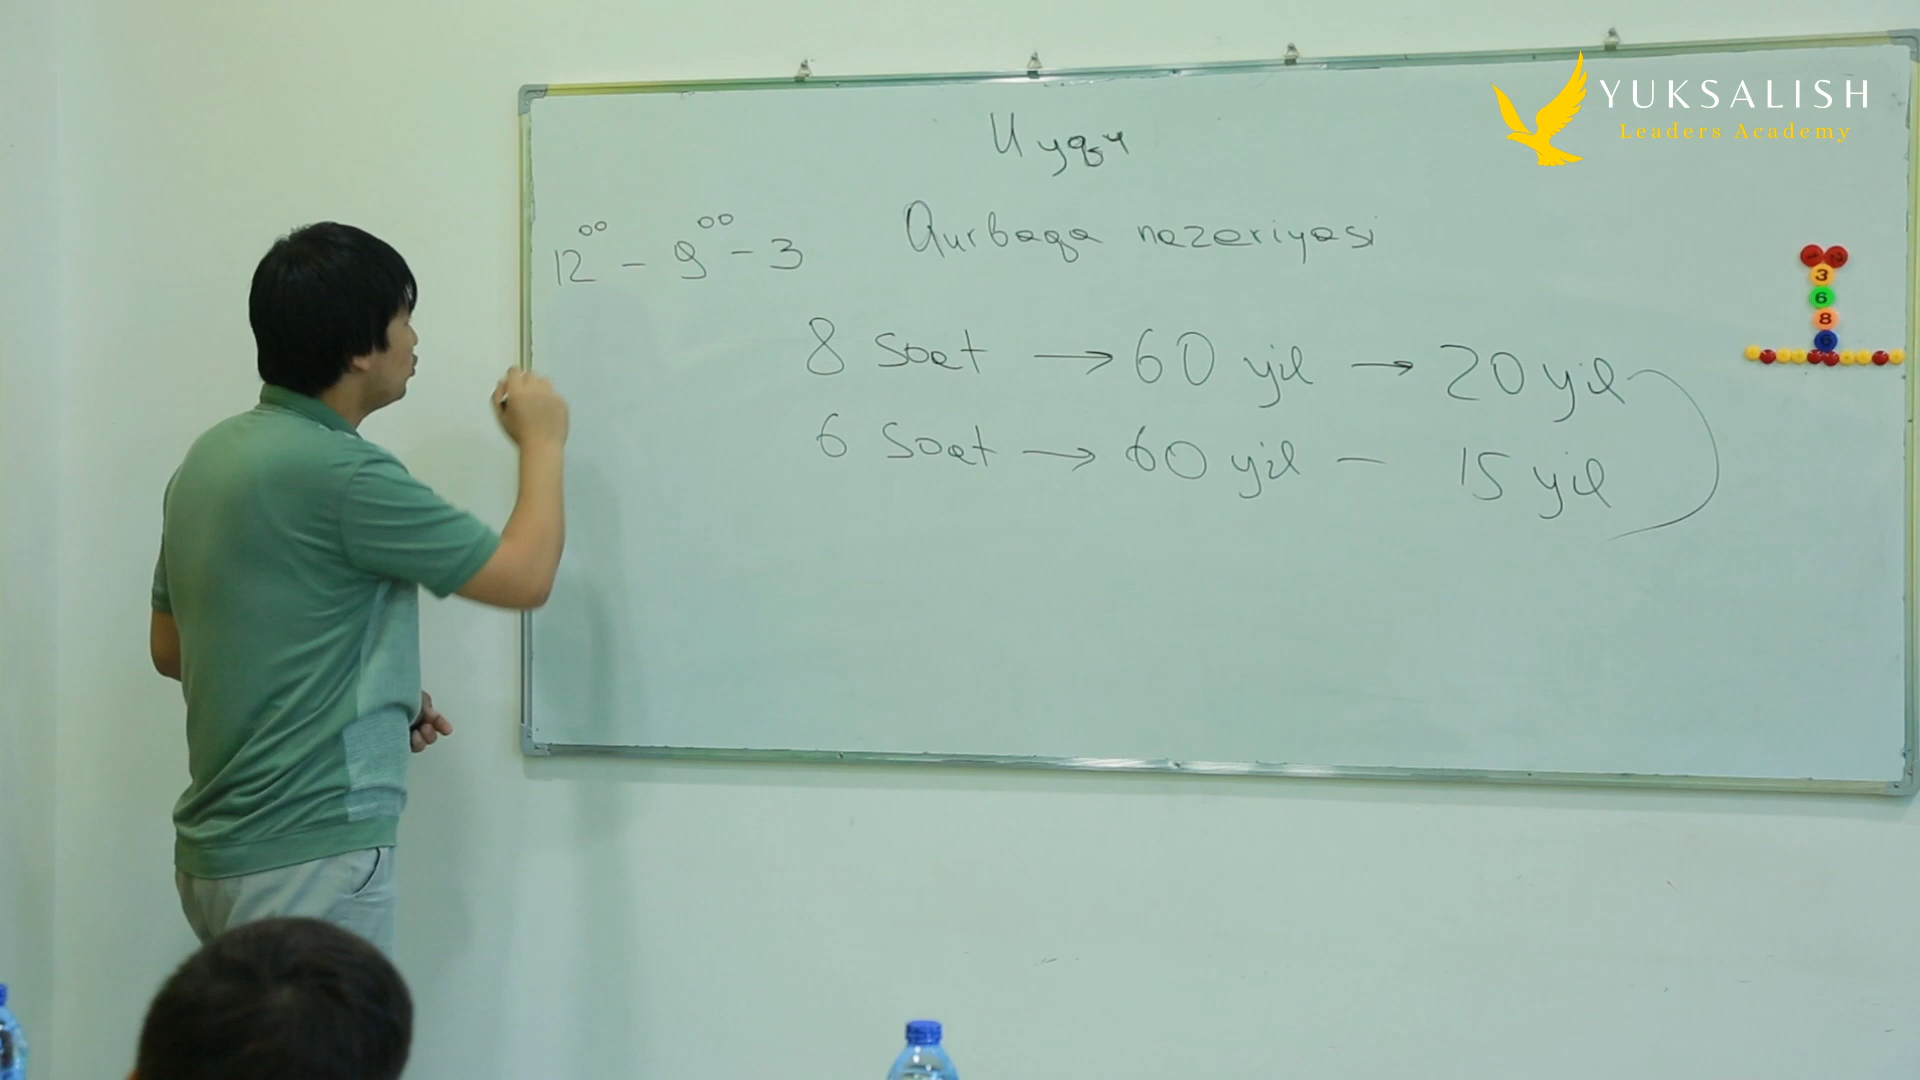 YUKSALISH
Leaders Academy
Uyqu
Qurbaqa nazariyasi
12⁰⁰ – 9⁰⁰ – 3
8 soat → 60 yil → 20 yil
6 soat → 60 yil – 15 yil
3
6
8